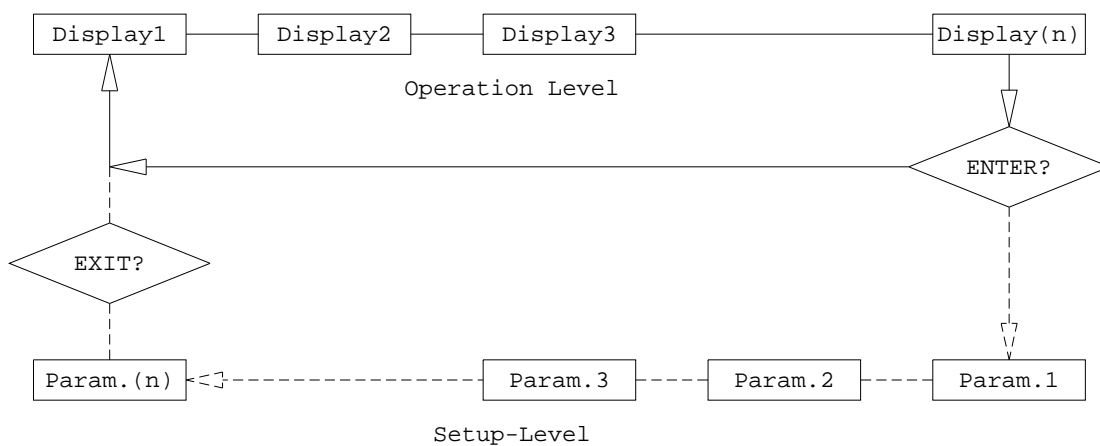 Display1
Display2
Display3
Display(n)
Operation Level
ENTER?
EXIT?
Param.(n)
Param.3
Param.2
Param.1
Setup-Level